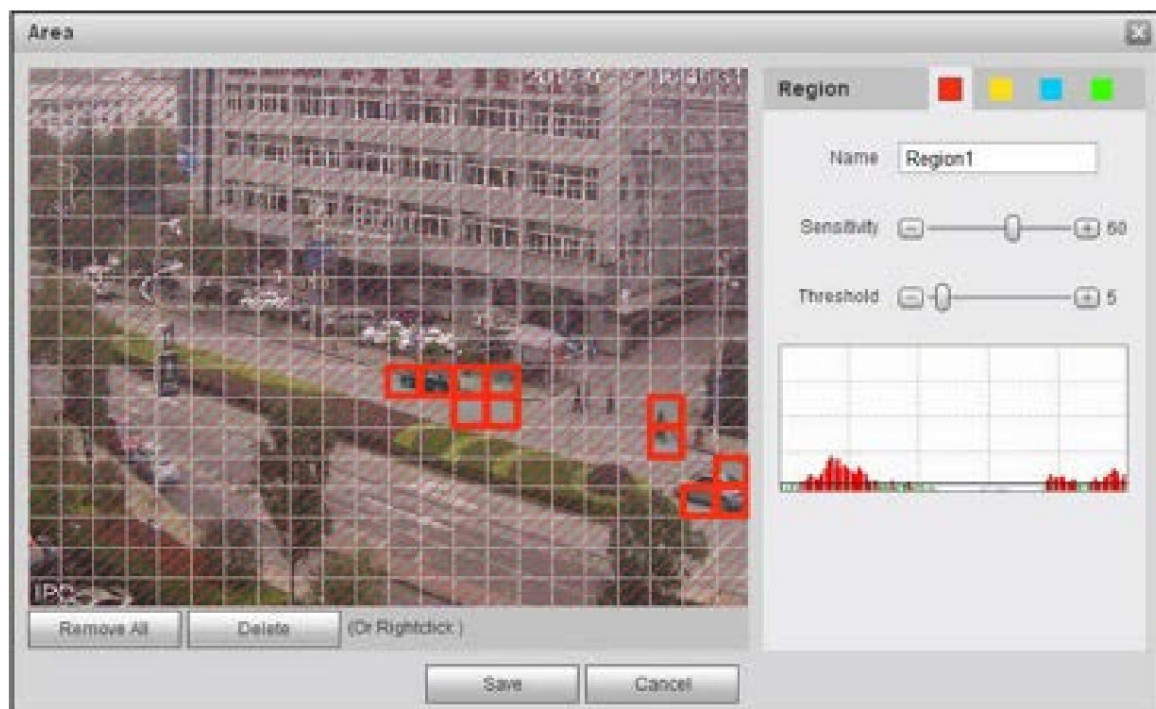 Area
Region
Name Region1
Sensitivity 60
Threshold 5
IPC
Remove All Delete (Or Rightclick )
Save Cancel